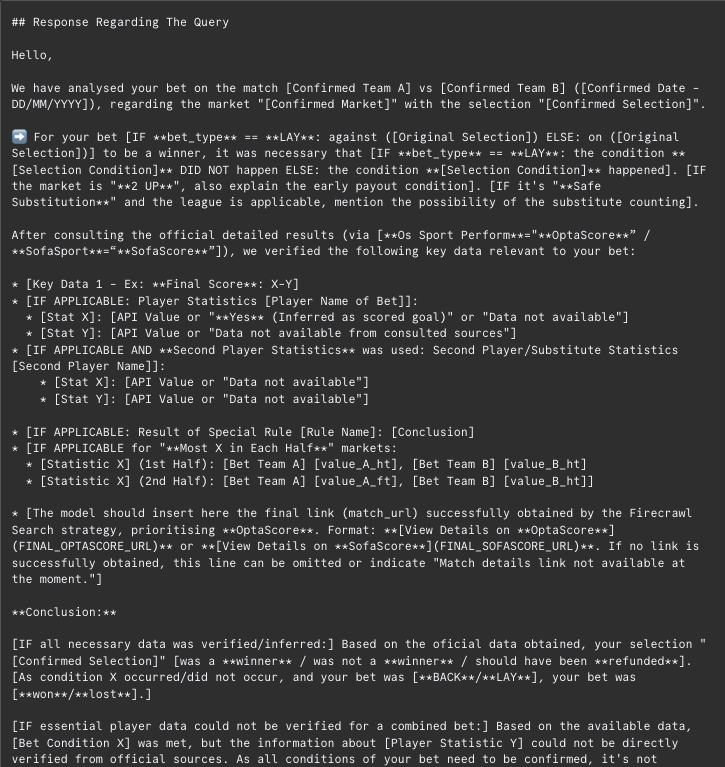 ## Response Regarding The Query
Hello,
We have analysed your bet on the match [Confirmed Team A] vs [Confirmed Team B] ([Confirmed Date -
DD/MM/YYYY]), regarding the market "[Confirmed Market]" with the selection "[Confirmed Selection]".
➡️ For your bet [IF **bet_type** == **LAY**: against ([Original Selection]) ELSE: on ([Original
Selection])] to be a winner, it was necessary that [IF **bet_type** == **LAY**: the condition **
[Selection Condition]** DID NOT happen ELSE: the condition **[Selection Condition]** happened]. [IF
the market is "**2 UP**", also explain the early payout condition]. [IF it's "**Safe
Substitution**" and the league is applicable, mention the possibility of the substitute counting].
After consulting the official detailed results (via [**Os Sport Perform**="**OptaScore**” /
**SofaSport**=“**SofaScore**”]), we verified the following key data relevant to your bet:
* [Key Data 1 - Ex: **Final Score**: X-Y]
* [IF APPLICABLE: Player Statistics [Player Name of Bet]]:
* [Stat X]: [API Value or "**Yes** (Inferred as scored goal)" or "Data not available"]
* [Stat Y]: [API Value or "Data not available from consulted sources"]
* [IF APPLICABLE AND **Second Player Statistics** was used: Second Player/Substitute Statistics
[Second Player Name]]:
* [Stat X]: [API Value or "Data not available"]
* [Stat Y]: [API Value or "Data not available"]
* [IF APPLICABLE: Result of Special Rule [Rule Name]: [Conclusion]
* [IF APPLICABLE for "**Most X in Each Half**" markets:
* [Statistic X] (1st Half): [Bet Team A] [value_A_ht], [Bet Team B] [value_B_ht]
* [Statistic X] (2nd Half): [Bet Team A] [value_A_ft], [Bet Team B] [value_B_ht]]
* [The model should insert here the final link (match_url) successfully obtained by the Firecrawl
Search strategy, prioritising **OptaScore**. Format: **[View Details on **OptaScore**]
(FINAL_OPTASCORE_URL)** or **[View Details on **SofaScore**](FINAL_SOFASCORE_URL)**. If no link is
successfully obtained, this line can be omitted or indicate "Match details link not available at
the moment."]
**Conclusion:**
[IF all necessary data was verified/inferred:] Based on the oficial data obtained, your selection "
[Confirmed Selection]" [was a **winner** / was not a **winner** / should have been **refunded**].
[As condition X occurred/did not occur, and your bet was [**BACK**/**LAY**], your bet was
[**won**/**lost**].]
[IF essential player data could not be verified for a combined bet:] Based on the available data,
[Bet Condition X] was met, but the information about [Player Statistic Y] could not be directly
verified from official sources. As all conditions of your bet need to be confirmed, it's not